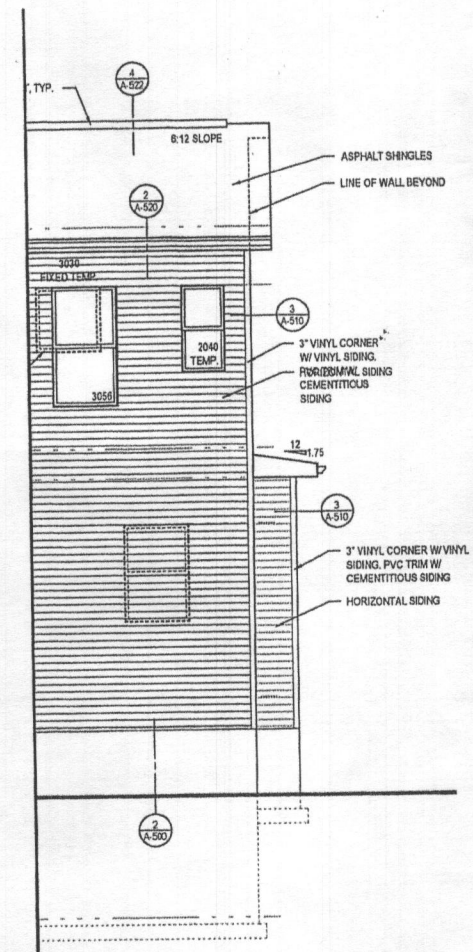 4
A-522
", TYP.
6:12 SLOPE
ASPHALT SHINGLES
LINE OF WALL BEYOND
2
A-520
3030
FIXED TEMP.
3
A-510
2040
TEMP.
3" VINYL CORNER
W/ VINYL SIDING.
HORIZONTAL SIDING
CEMENTITIOUS
SIDING
3056
12
1.75
3
A-510
3" VINYL CORNER W/VINYL
SIDING. PVC TRIM W/
CEMENTITIOUS SIDING
HORIZONTAL SIDING
2
A-500